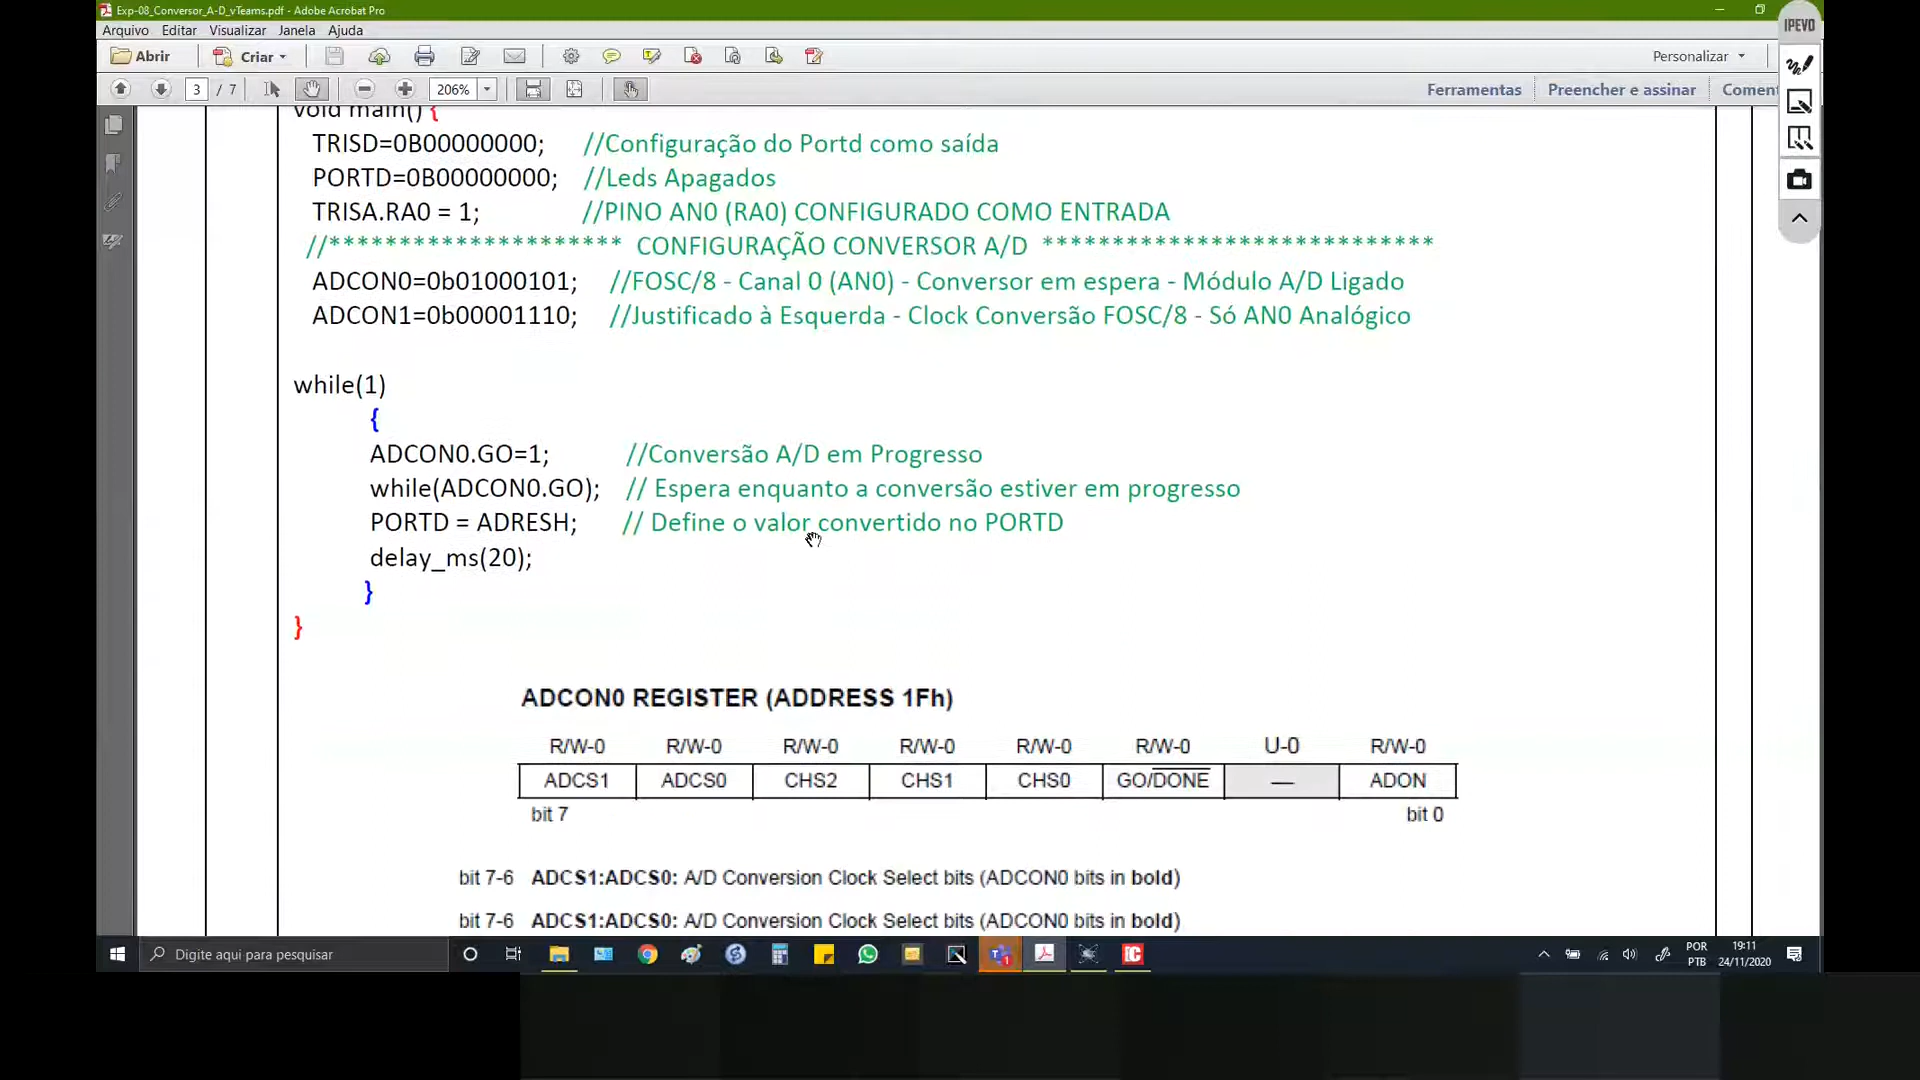 Exp-08_Conversor_A-D_vTeams.pdf - Adobe Acrobat Pro
IPEVO
Arquivo Editar Visualizar Janela Ajuda
Abrir Criar Personalizar
3 / 7 206% Ferramentas Preencher e assinar Coment
void main() {
TRISD=0B00000000; //Configuração do Portd como saída
PORTD=0B00000000; //Leds Apagados
TRISA.RA0 = 1; //PINO AN0 (RA0) CONFIGURADO COMO ENTRADA
//********************* CONFIGURAÇÃO CONVERSOR A/D ****************************
ADCON0=0b01000101; //FOSC/8 - Canal 0 (AN0) - Conversor em espera - Módulo A/D Ligado
ADCON1=0b00001110; //Justificado à Esquerda - Clock Conversão FOSC/8 - Só AN0 Analógico
while(1)
{
ADCON0.GO=1; //Conversão A/D em Progresso
while(ADCON0.GO); // Espera enquanto a conversão estiver em progresso
PORTD = ADRESH; // Define o valor convertido no PORTD
delay_ms(20);
}
}
ADCON0 REGISTER (ADDRESS 1Fh)
R/W-0 R/W-0 R/W-0 R/W-0 R/W-0 R/W-0 U-0 R/W-0
ADCS1 ADCS0 CHS2 CHS1 CHS0 GO/DONE — ADON
bit 7 bit 0
bit 7-6 ADCS1:ADCS0: A/D Conversion Clock Select bits (ADCON0 bits in bold)
bit 7-6 ADCS1:ADCS0: A/D Conversion Clock Select bits (ADCON0 bits in bold)
Digite aqui para pesquisar
POR
PTB
19:11
24/11/2020